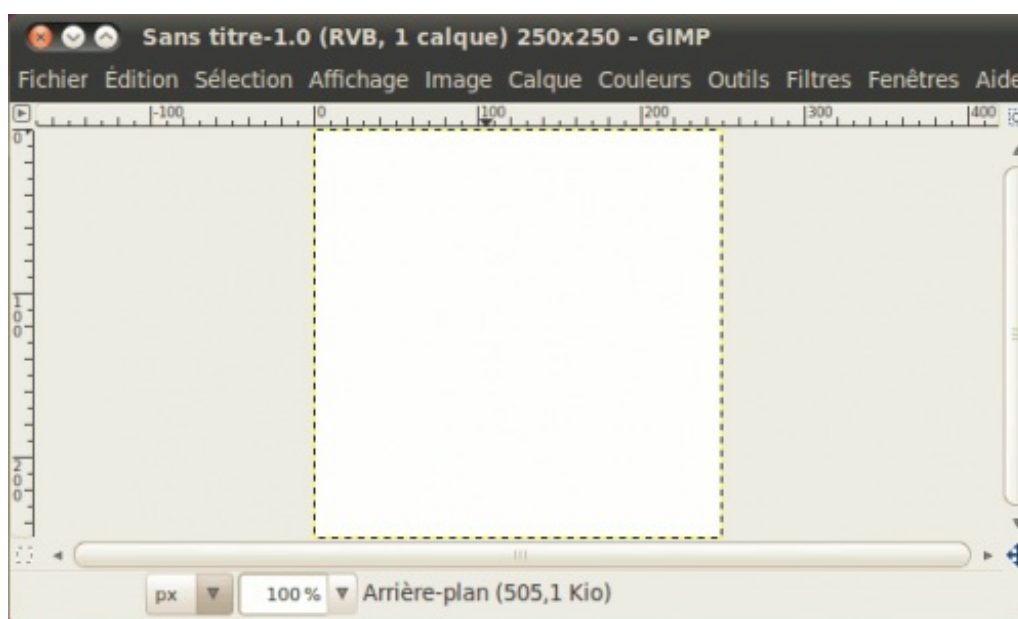 Sans titre-1.0 (RVB, 1 calque) 250x250 – GIMP
Fichier Édition Sélection Affichage Image Calque Couleurs Outils Filtres Fenêtres Aide
-100 0 100 200 300 400
0
100
200
px 100 % Arrière-plan (505,1 Kio)